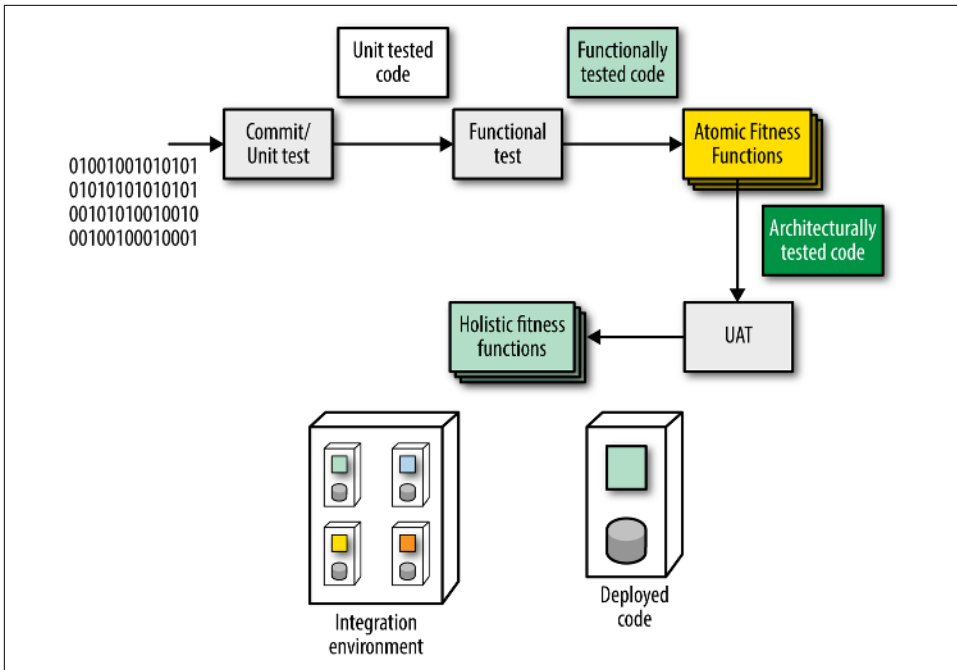 Unit tested
code
Functionally
tested code
Commit/
Unit test
Functional
test
Atomic Fitness
Functions
01001001010101
01010101010101
00101010010010
00100100010001
Architecturally
tested code
Holistic fitness
functions
UAT
Integration
environment
Deployed
code